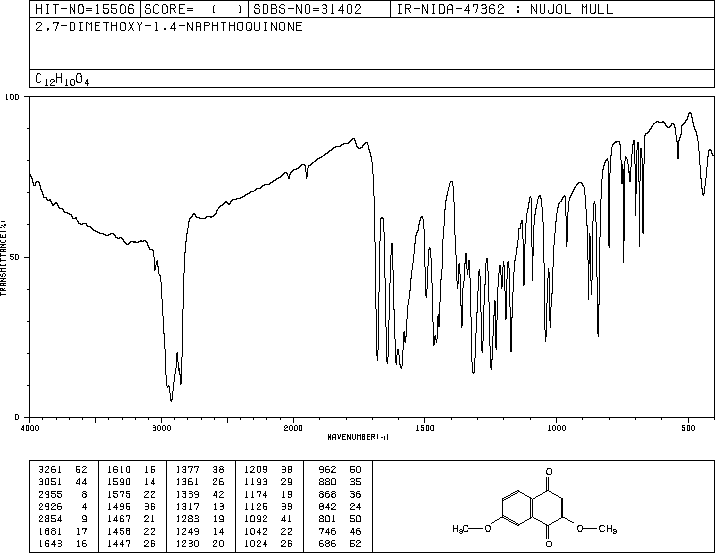 HIT-NO=15506 SCORE= ( ) SDBS-NO=31402 IR-NIDA-47362 : NUJOL MULL
2,7-DIMETHOXY-1,4-NAPHTHOQUINONE
C12H10O4
100
50
0
TRANSMITTANCE(%)
4000 3000 2000 1500 1000 500
WAVENUMBER(-1)
3261 52 1610 16 1377 38 1209 38 962 50
3051 44 1590 14 1361 26 1193 29 880 35
2955 8 1575 22 1339 42 1174 19 868 36
2926 4 1496 36 1317 13 1126 39 842 24
2854 9 1467 21 1283 19 1092 41 801 50
1681 17 1458 22 1249 14 1042 22 746 46
1643 16 1447 26 1230 20 1024 26 686 52
O
H3C—O
O—CH3
O